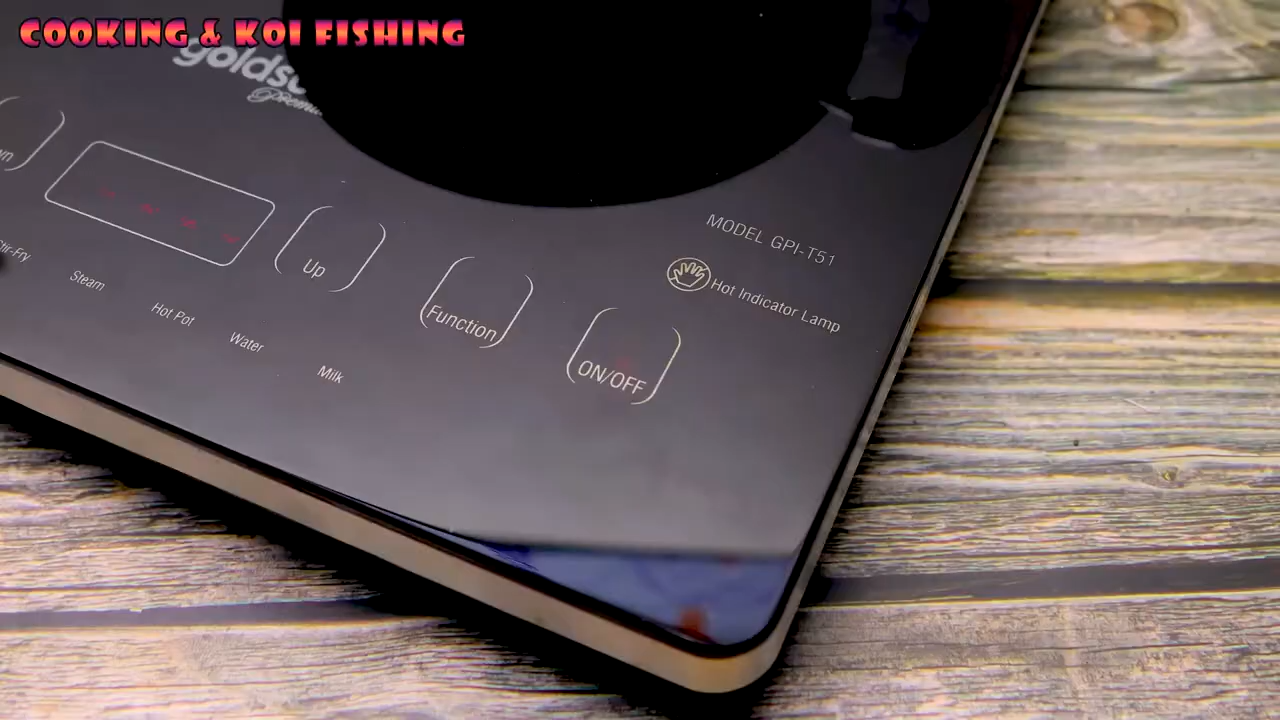 COOKING & KOI FISHING
MODEL GPI-T51
Hot Indicator Lamp
Up
Function
ON/OFF
Steam
Hot Pot
Water
Milk